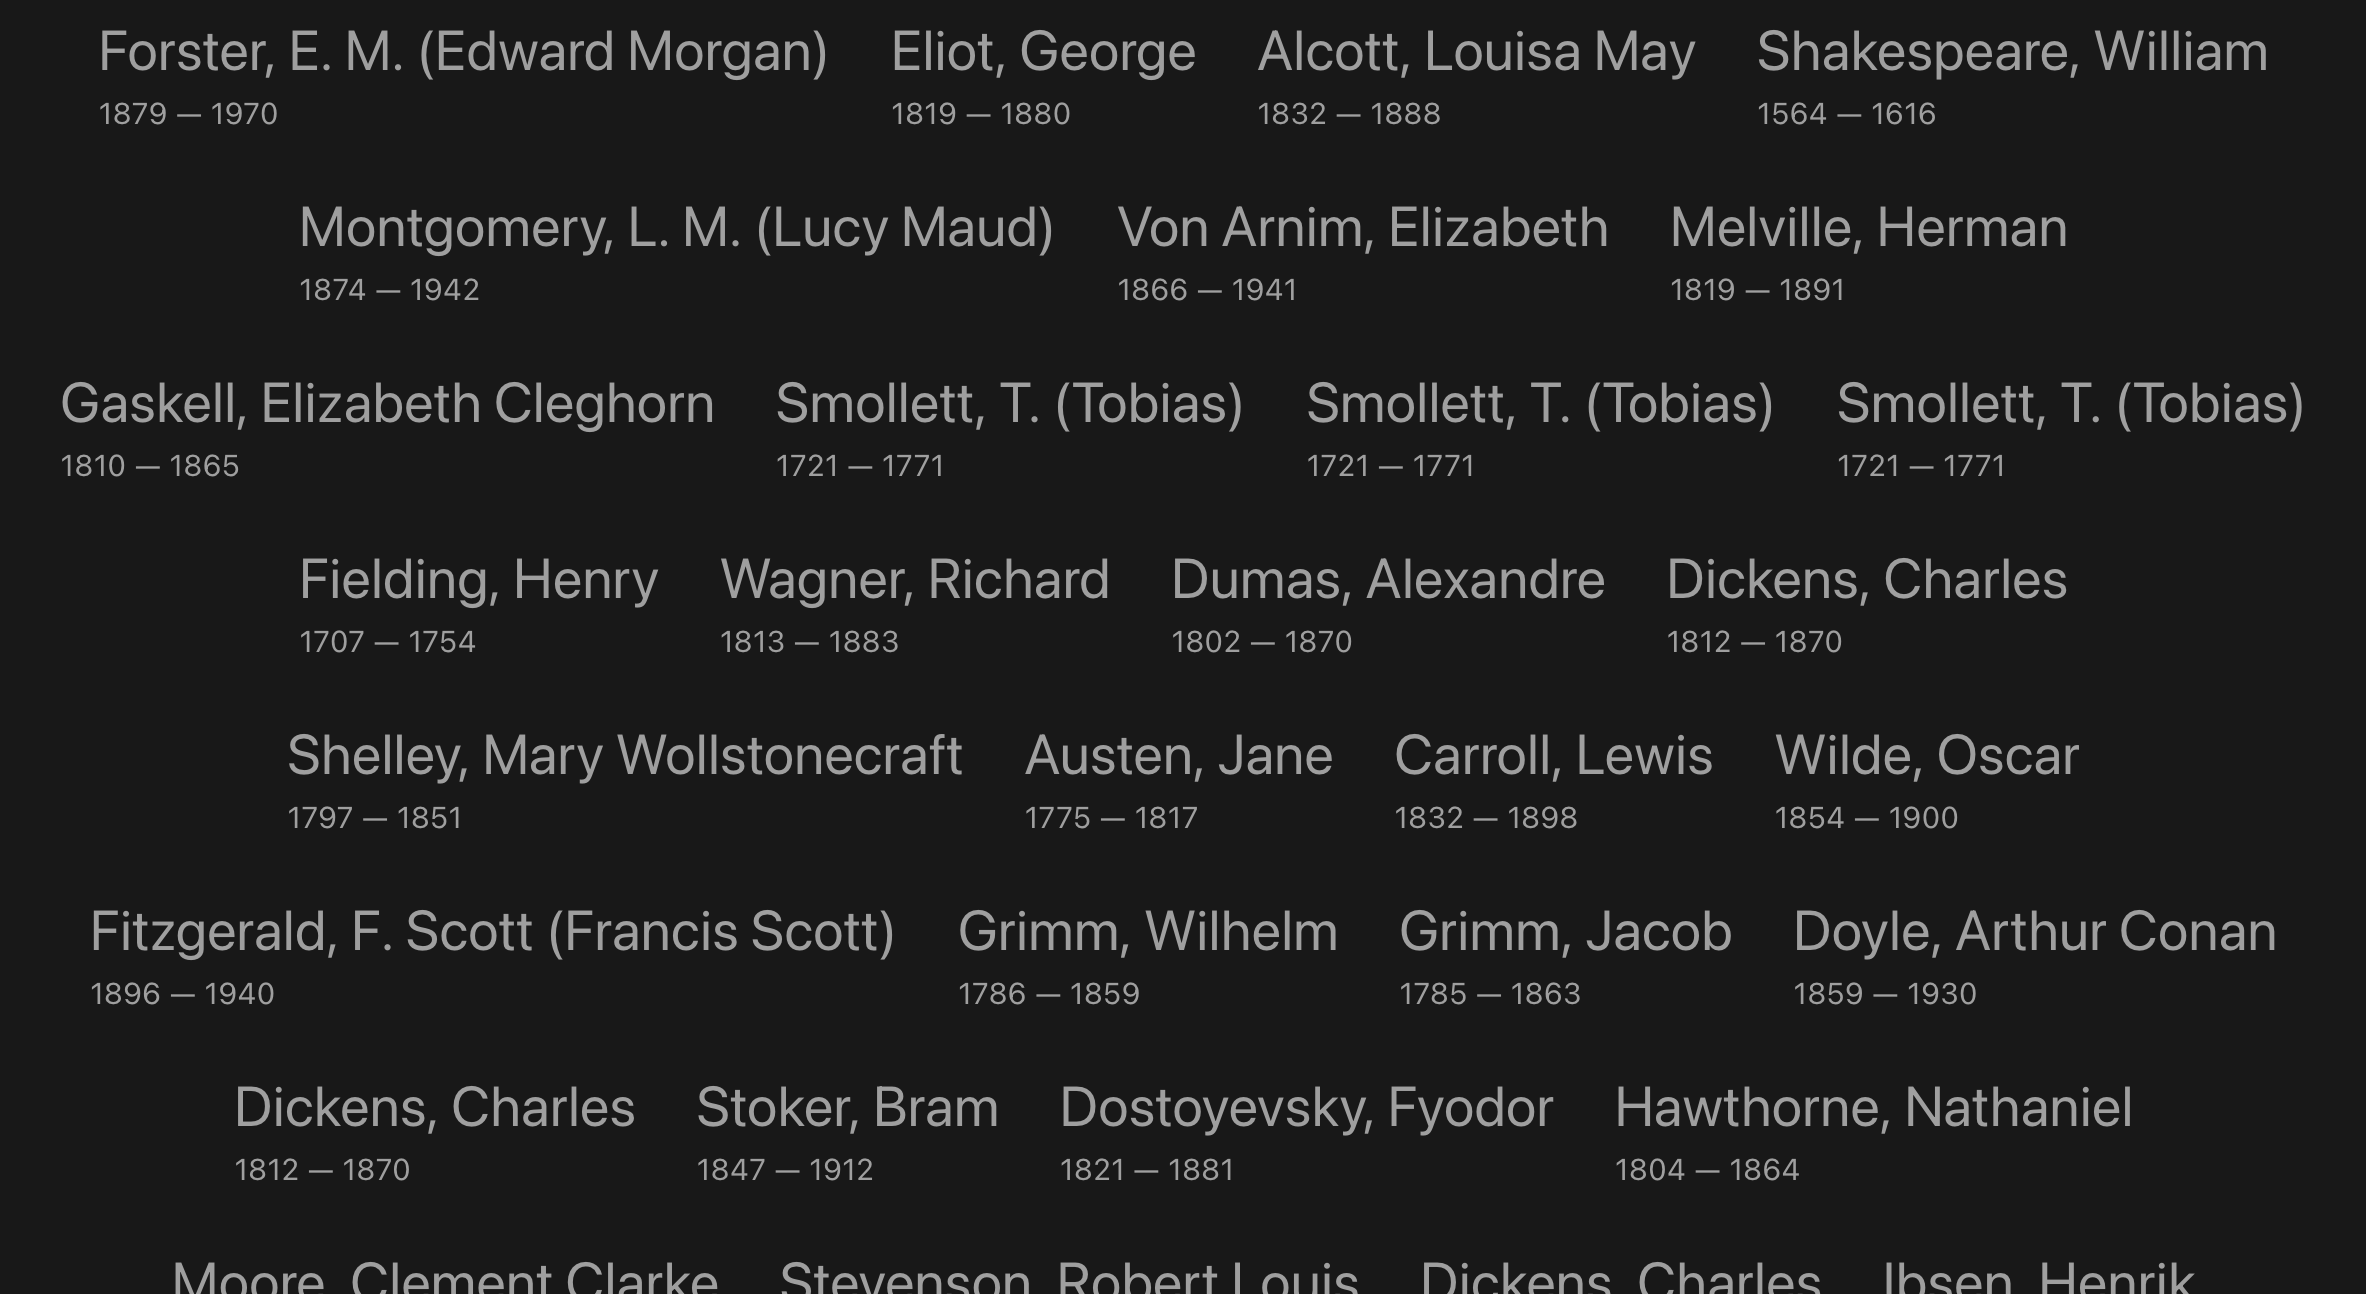 Forster, E. M. (Edward Morgan) Eliot, George Alcott, Louisa May Shakespeare, William
1879 — 1970 1819 — 1880 1832 — 1888 1564 — 1616
Montgomery, L. M. (Lucy Maud) Von Arnim, Elizabeth Melville, Herman
1874 — 1942 1866 — 1941 1819 — 1891
Gaskell, Elizabeth Cleghorn Smollett, T. (Tobias) Smollett, T. (Tobias) Smollett, T. (Tobias)
1810 — 1865 1721 — 1771 1721 — 1771 1721 — 1771
Fielding, Henry Wagner, Richard Dumas, Alexandre Dickens, Charles
1707 — 1754 1813 — 1883 1802 — 1870 1812 — 1870
Shelley, Mary Wollstonecraft Austen, Jane Carroll, Lewis Wilde, Oscar
1797 — 1851 1775 — 1817 1832 — 1898 1854 — 1900
Fitzgerald, F. Scott (Francis Scott) Grimm, Wilhelm Grimm, Jacob Doyle, Arthur Conan
1896 — 1940 1786 — 1859 1785 — 1863 1859 — 1930
Dickens, Charles Stoker, Bram Dostoyevsky, Fyodor Hawthorne, Nathaniel
1812 — 1870 1847 — 1912 1821 — 1881 1804 — 1864
Moore, Clement Clarke Stevenson, Robert Louis Dickens, Charles Ibsen, Henrik